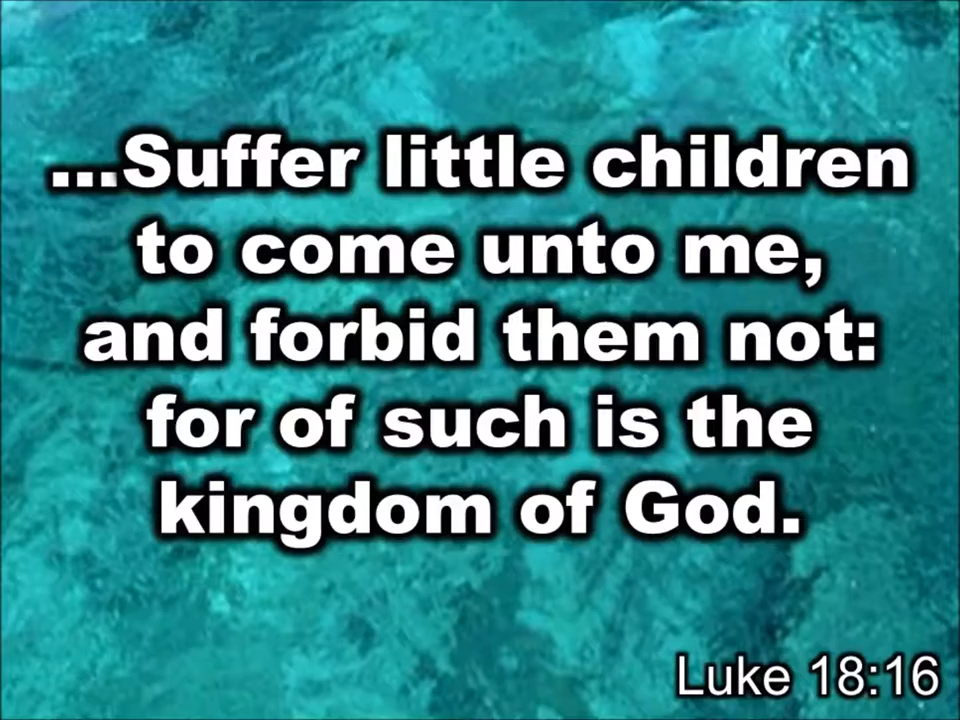 ...Suffer little children
to come unto me,
and forbid them not:
for of such is the
kingdom of God.
Luke 18:16